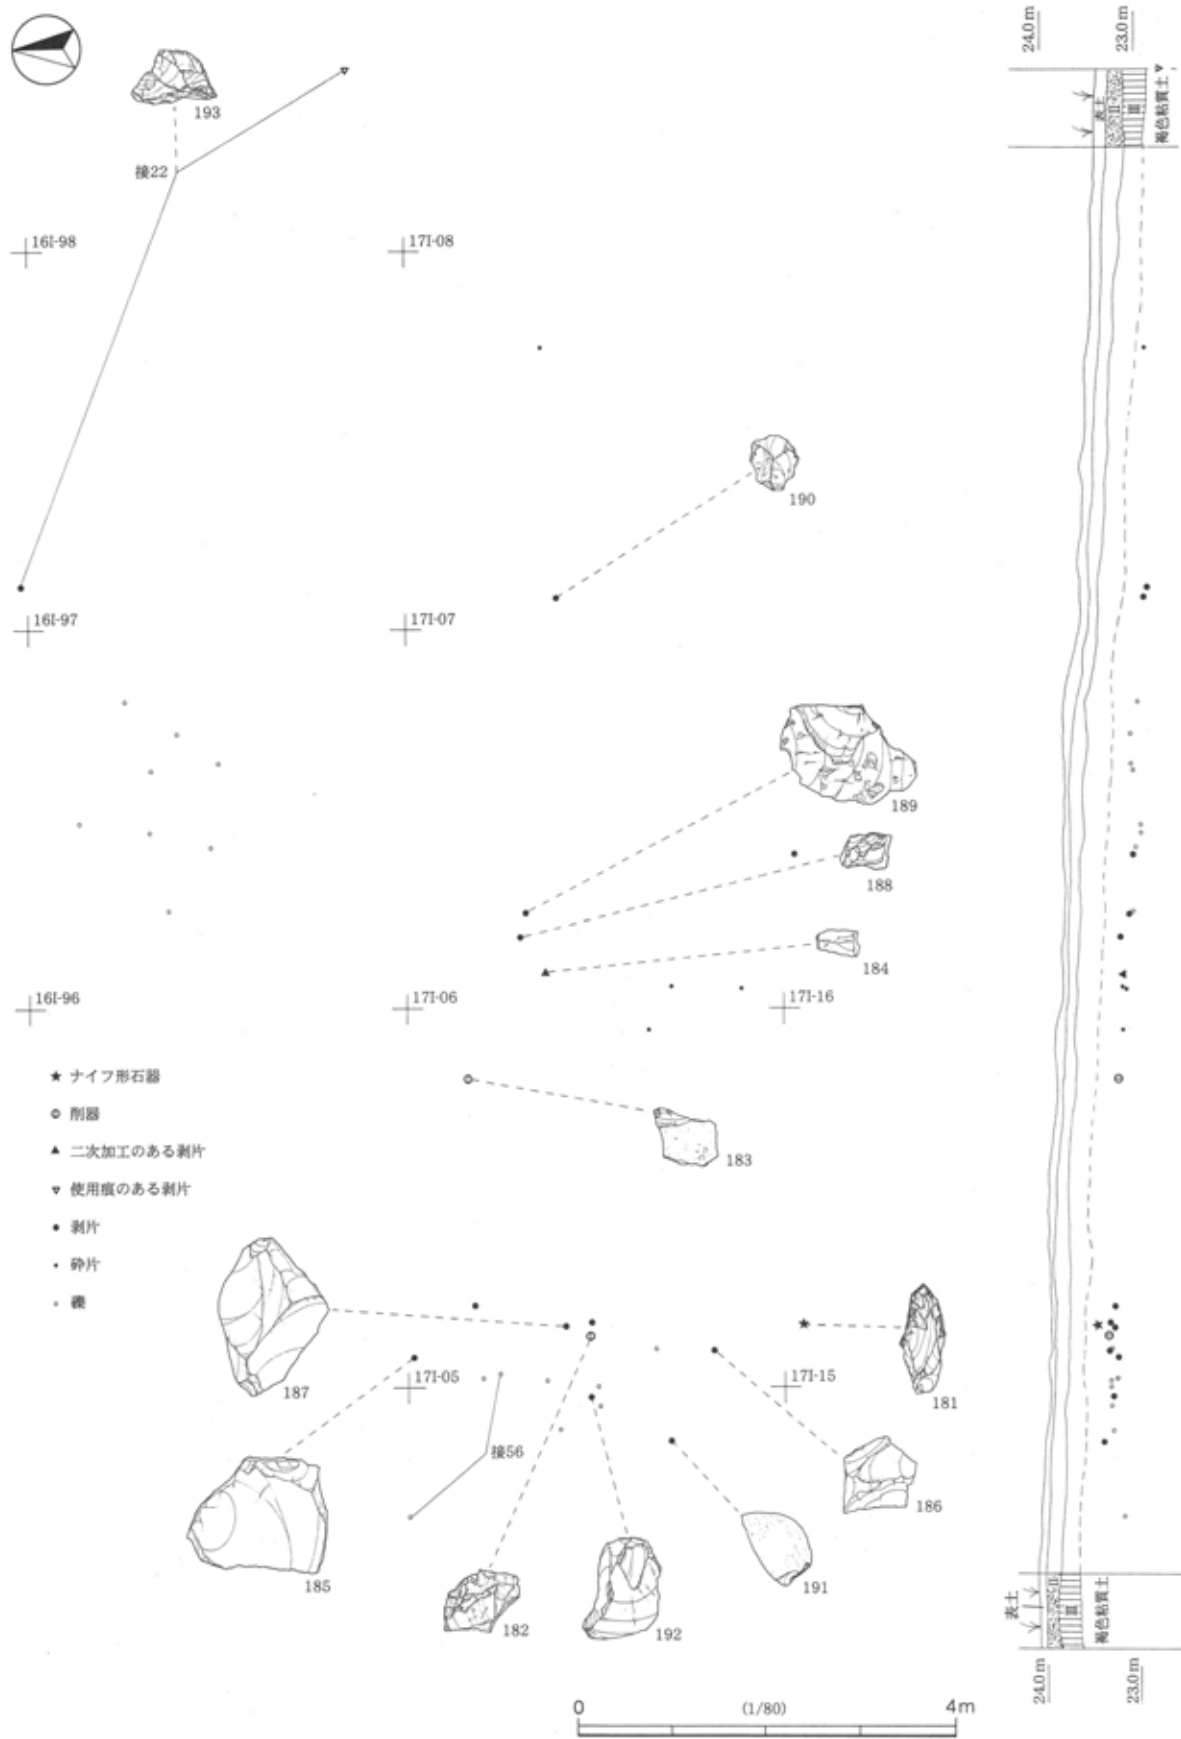 24.0m
23.0m
193
表土
II
III
褐色粘質土
接22
16I-98
17I-08
190
16I-97
17I-07
189
188
184
16I-96
17I-06
17I-16
ナイフ形石器
削器
183
二次加工のある剥片
使用痕のある剥片
剥片
砕片
礫
187
17I-05
17I-15
181
接56
186
185
191
182
192
表土
II
III
褐色粘質土
24.0m
23.0m
0
(1/80)
4m